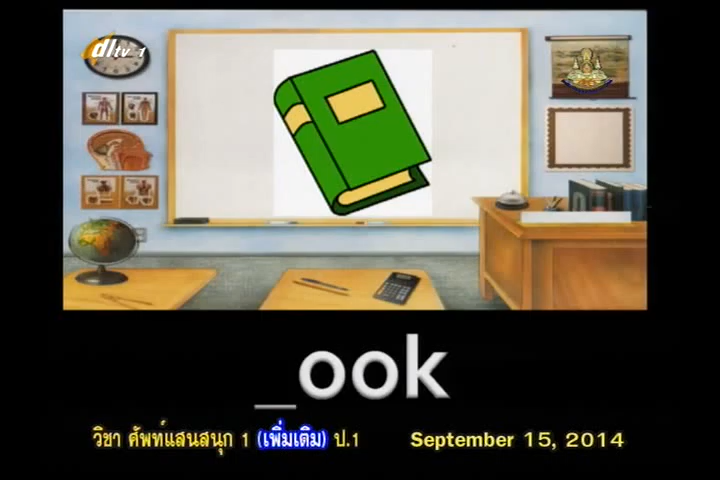 dltv 1
_ook
วิชา ศัพท์แสนสนุก 1 (เพิ่มเติม) ป.1 September 15, 2014